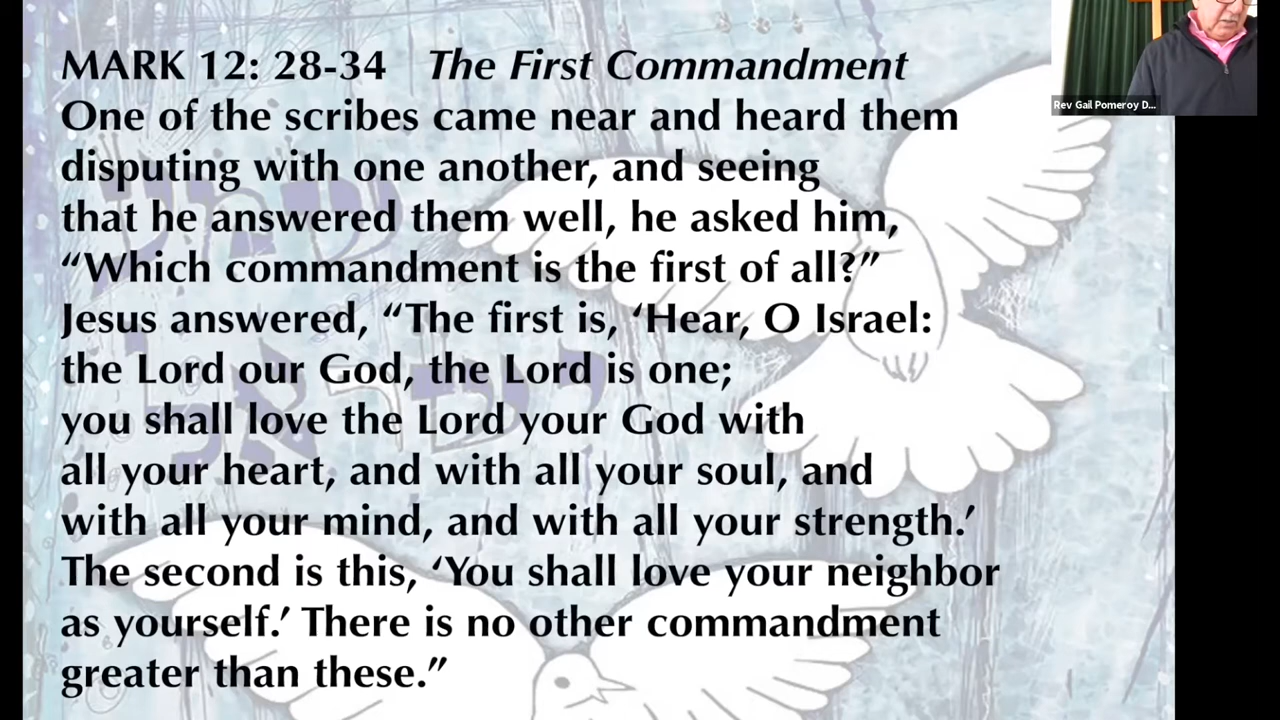 MARK 12: 28-34 The First Commandment
One of the scribes came near and heard them
disputing with one another, and seeing
that he answered them well, he asked him,
“Which commandment is the first of all?”
Jesus answered, “The first is, ‘Hear, O Israel:
the Lord our God, the Lord is one;
you shall love the Lord your God with
all your heart, and with all your soul, and
with all your mind, and with all your strength.’
The second is this, ‘You shall love your neighbor
as yourself.’ There is no other commandment
greater than these.”
Rev Gail Pomeroy D...